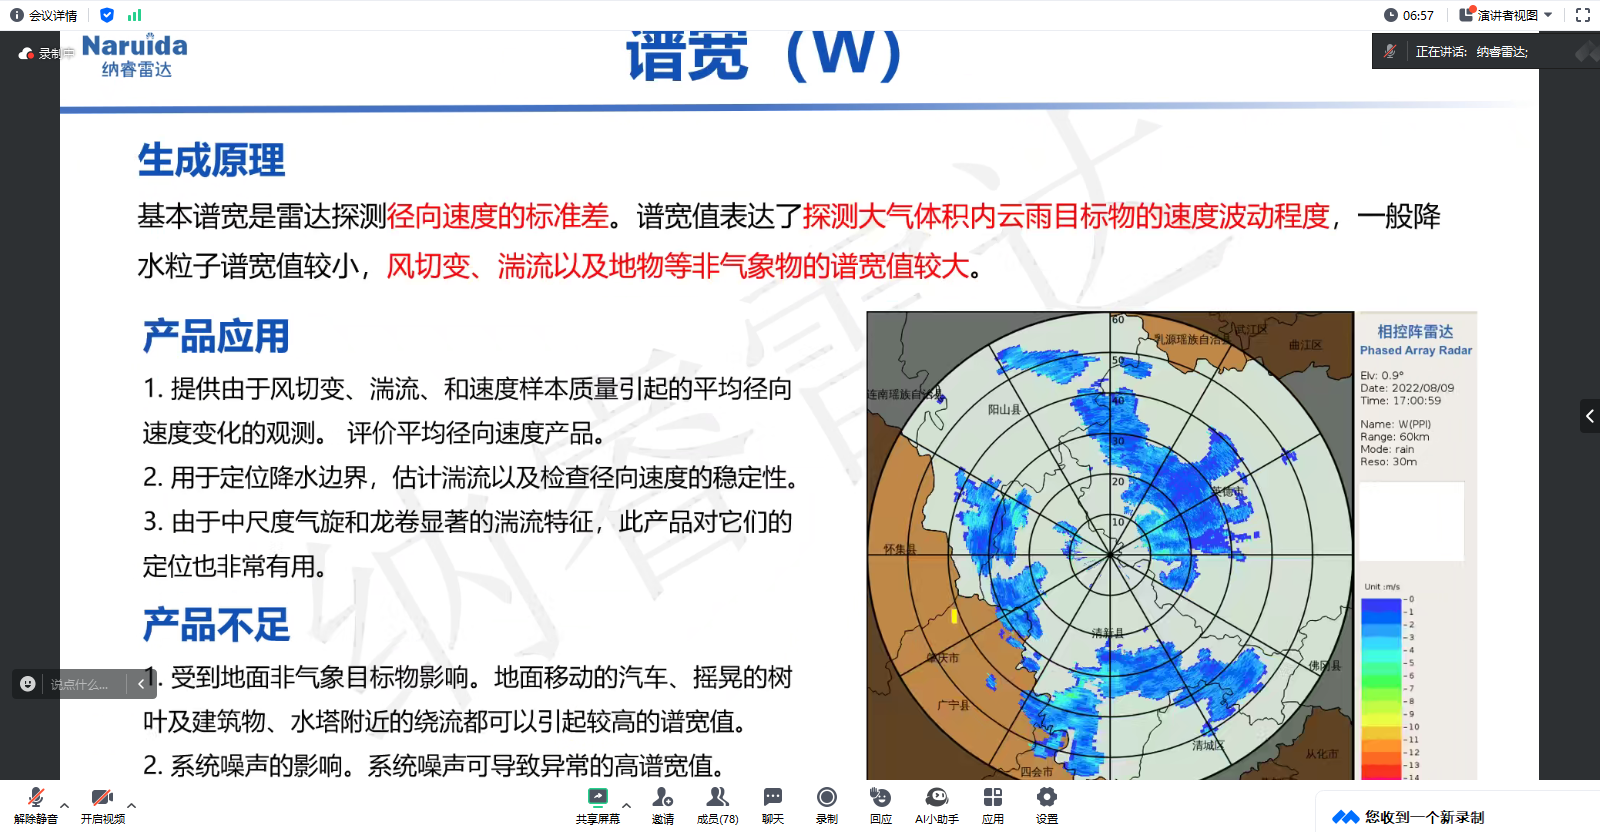 会议详情
06:57
演讲者视图
录制中
正在讲话: 纳睿雷达;
Naruida
纳睿雷达
谱宽（W）
生成原理
基本谱宽是雷达探测径向速度的标准差。谱宽值表达了探测大气体积内云雨目标物的速度波动程度，一般降
水粒子谱宽值较小，风切变、湍流以及地物等非气象物的谱宽值较大。
产品应用
1. 提供由于风切变、湍流、和速度样本质量引起的平均径向
速度变化的观测。 评价平均径向速度产品。
2. 用于定位降水边界，估计湍流以及检查径向速度的稳定性。
3. 由于中尺度气旋和龙卷显著的湍流特征，此产品对它们的
定位也非常有用。
产品不足
1. 受到地面非气象目标物影响。地面移动的汽车、摇晃的树
叶及建筑物、水塔附近的绕流都可以引起较高的谱宽值。
2. 系统噪声的影响。系统噪声可导致异常的高谱宽值。
纳睿雷达
60
50
40
30
20
10
乳源瑶族自治县
武江区
曲江区
连南瑶族自治县
阳山县
英德市
怀集县
清新县
肇庆市
佛冈县
广宁县
清城区
四会市
从化市
相控阵雷达
Phased Array Radar
Elv: 0.9°
Date: 2022/08/09
Time: 17:00:59
Name: W(PPI)
Range: 60km
Mode: rain
Reso: 30m
Unit :m/s
0
1
2
3
4
5
6
7
8
9
10
11
12
13
14
说点什么...
解除静音
开启视频
共享屏幕
邀请
成员(78)
聊天
录制
回应
AI小助手
应用
设置
您收到一个新录制